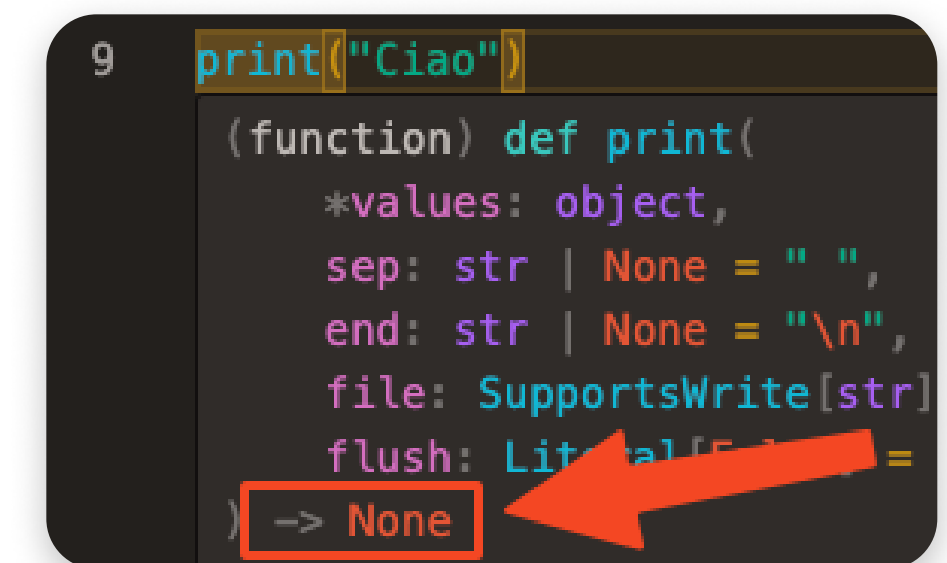 9 print("Ciao")
(function) def print(
*values: object,
sep: str | None = " ",
end: str | None = "\n",
file: SupportsWrite[str]
flush: =
) -> None